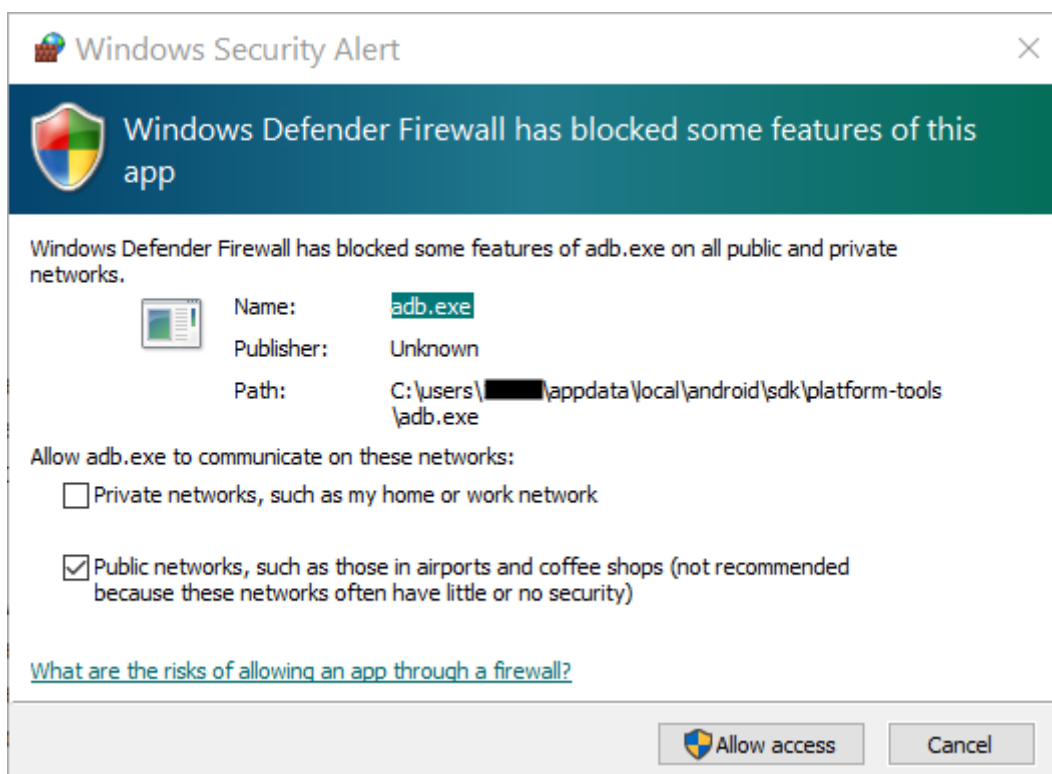 Windows Security Alert
Windows Defender Firewall has blocked some features of this
app
Windows Defender Firewall has blocked some features of adb.exe on all public and private
networks.
Name: adb.exe
Publisher: Unknown
Path: C:\users\ \appdata\local\android\sdk\platform-tools
\adb.exe
Allow adb.exe to communicate on these networks:
Private networks, such as my home or work network
Public networks, such as those in airports and coffee shops (not recommended
because these networks often have little or no security)
What are the risks of allowing an app through a firewall?
Allow access Cancel